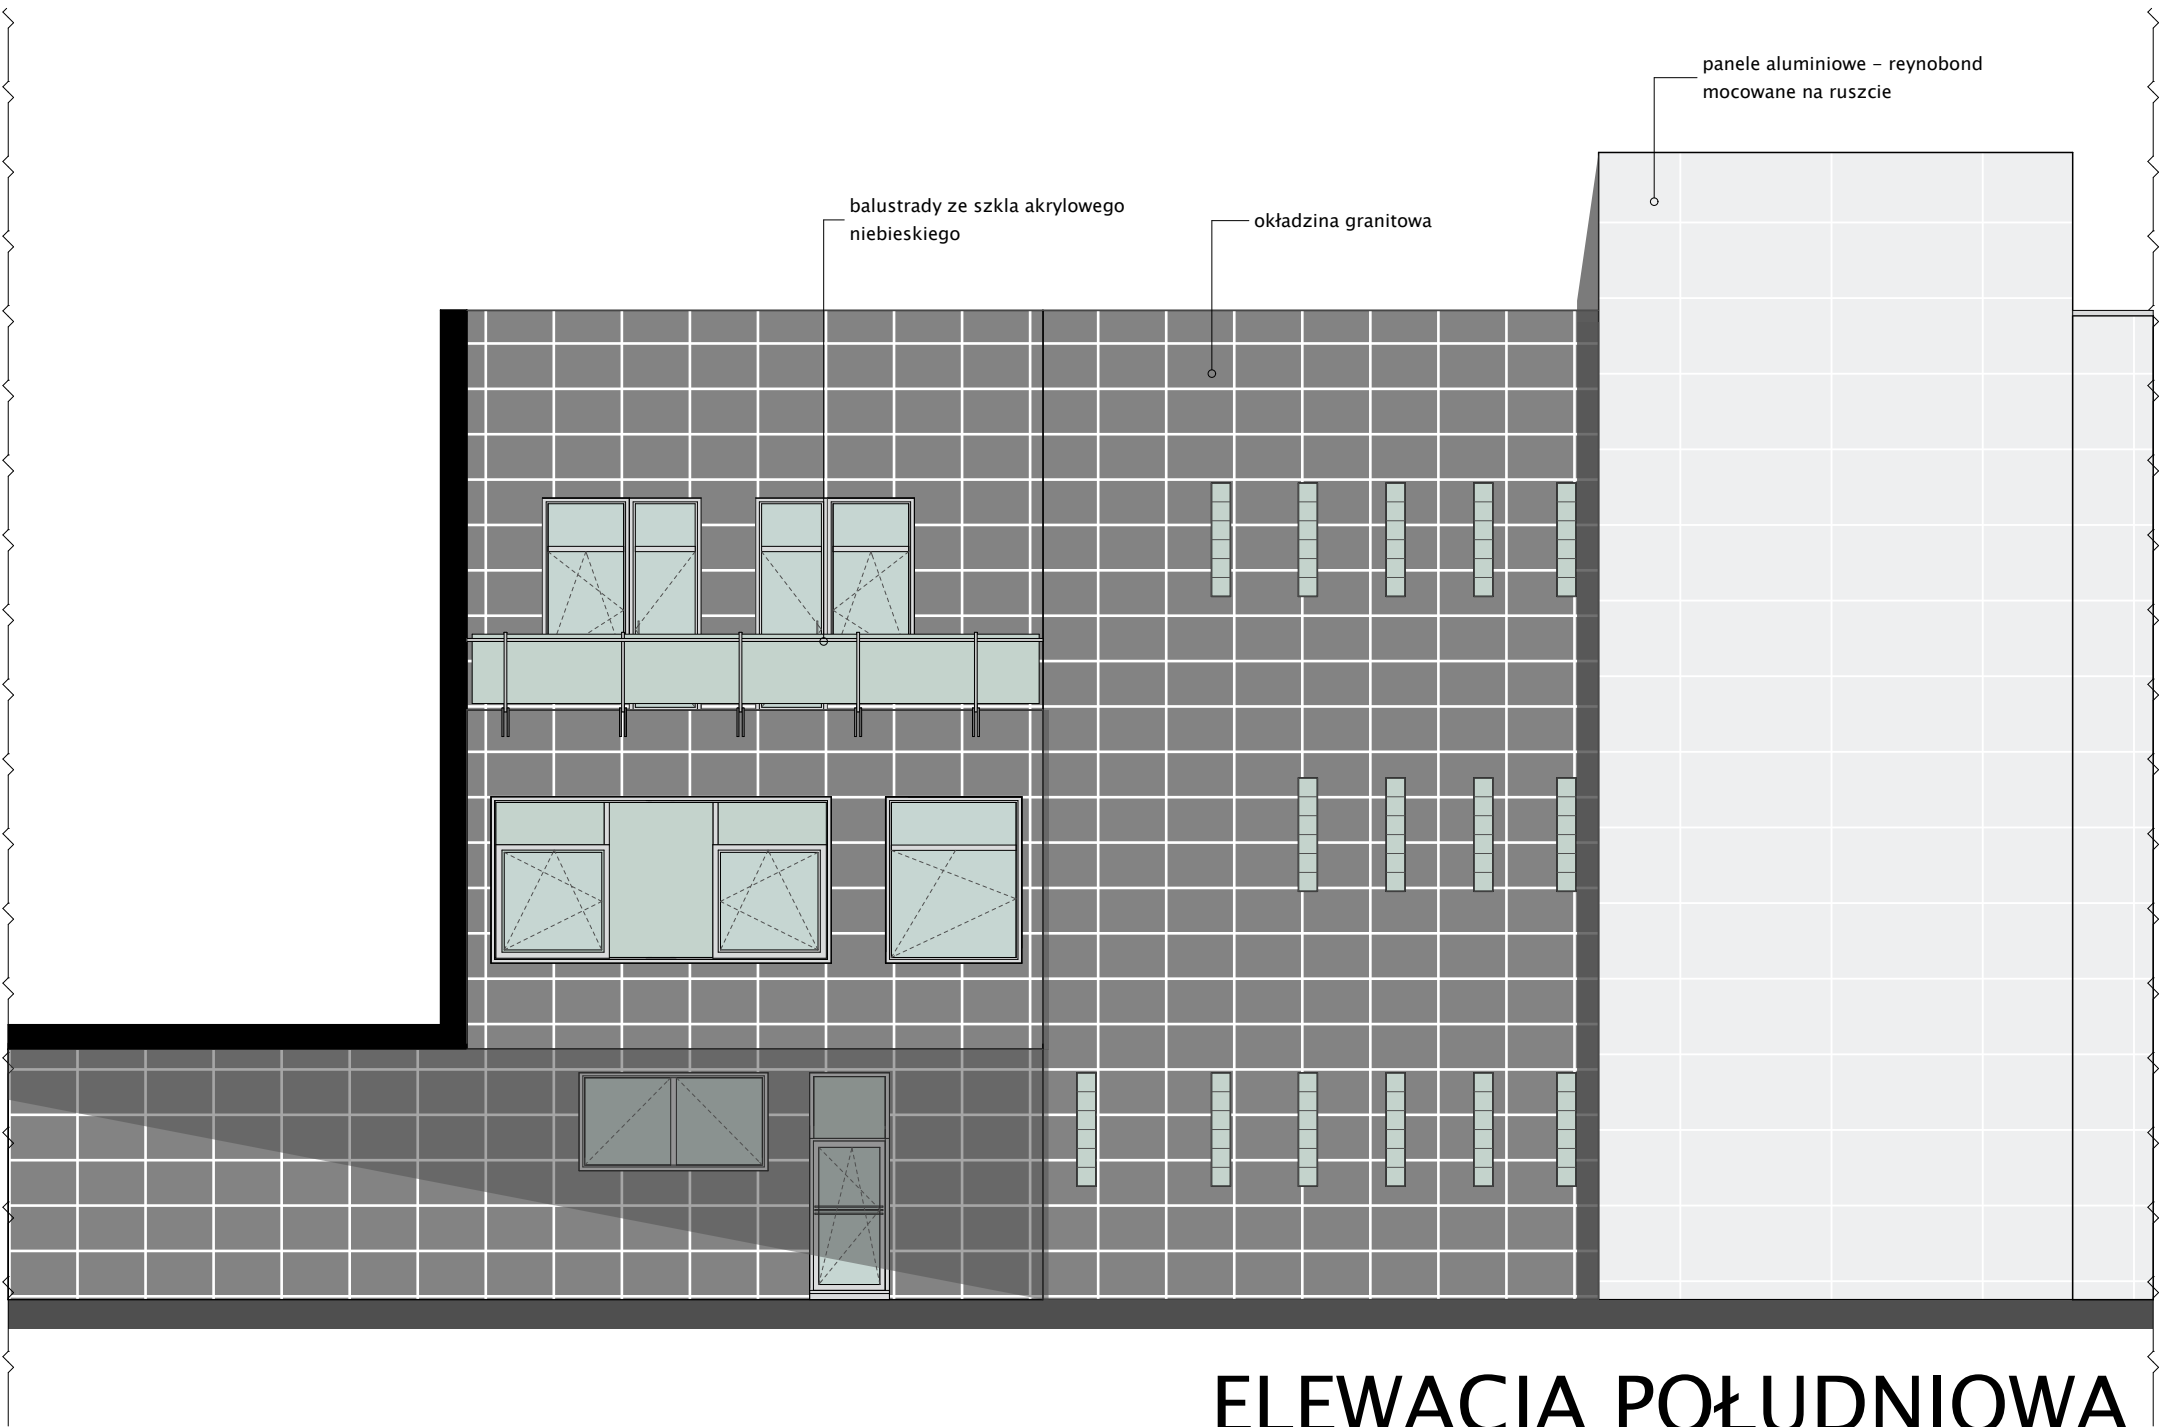 panele aluminiowe – reynobond
mocowane na ruszcie
balustrady ze szkla akrylowego
niebieskiego
okładzina granitowa
ELEWACJA POŁUDNIOWA